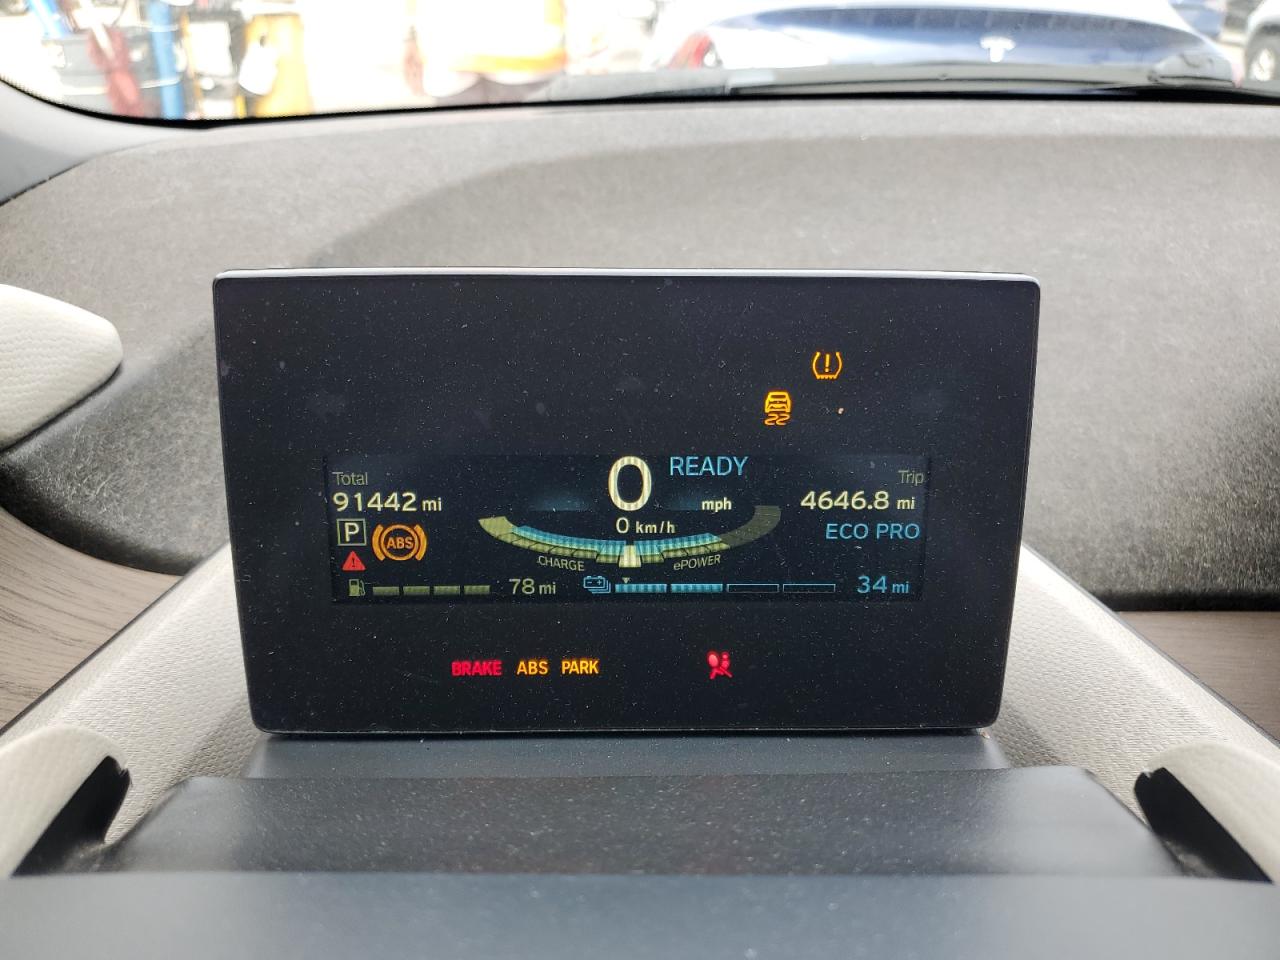 READY
Total
0
Trip
91442 mi
mph
4646.8 mi
0 km/h
P
ABS
ECO PRO
CHARGE
ePOWER
78 mi
34 mi
BRAKE ABS PARK